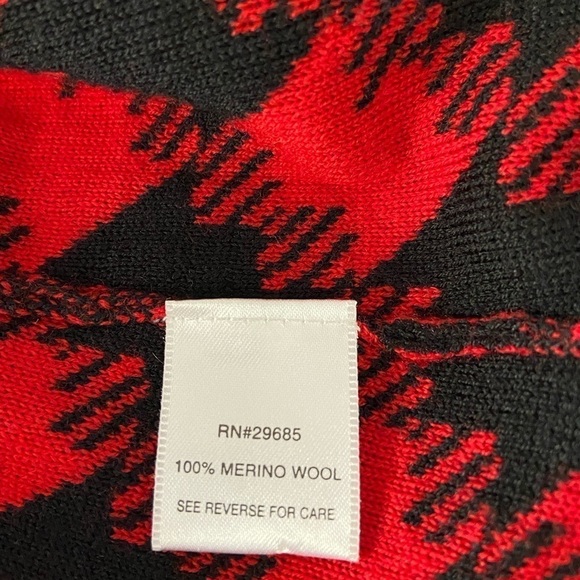 RN#29685
100% MERINO WOOL
SEE REVERSE FOR CARE